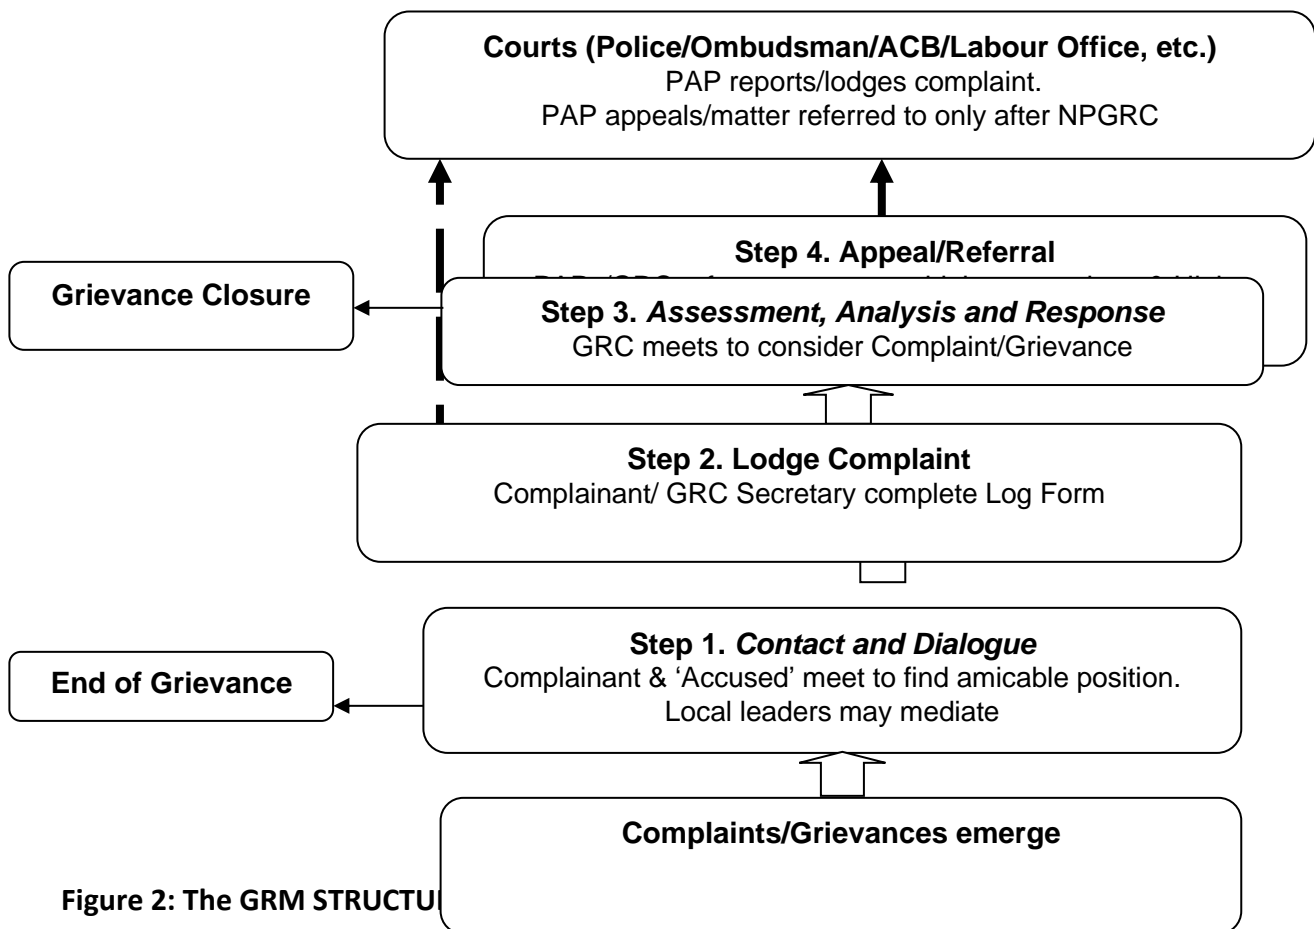 Courts (Police/Ombudsman/ACB/Labour Office, etc.)
PAP reports/lodges complaint.
PAP appeals/matter referred to only after NPGRC
Step 4. Appeal/Referral
Grievance Closure
Step 3. Assessment, Analysis and Response
GRC meets to consider Complaint/Grievance
Step 2. Lodge Complaint
Complainant/ GRC Secretary complete Log Form
Step 1. Contact and Dialogue
Complainant & ‘Accused’ meet to find amicable position.
Local leaders may mediate
End of Grievance
Complaints/Grievances emerge
Figure 2: The GRM